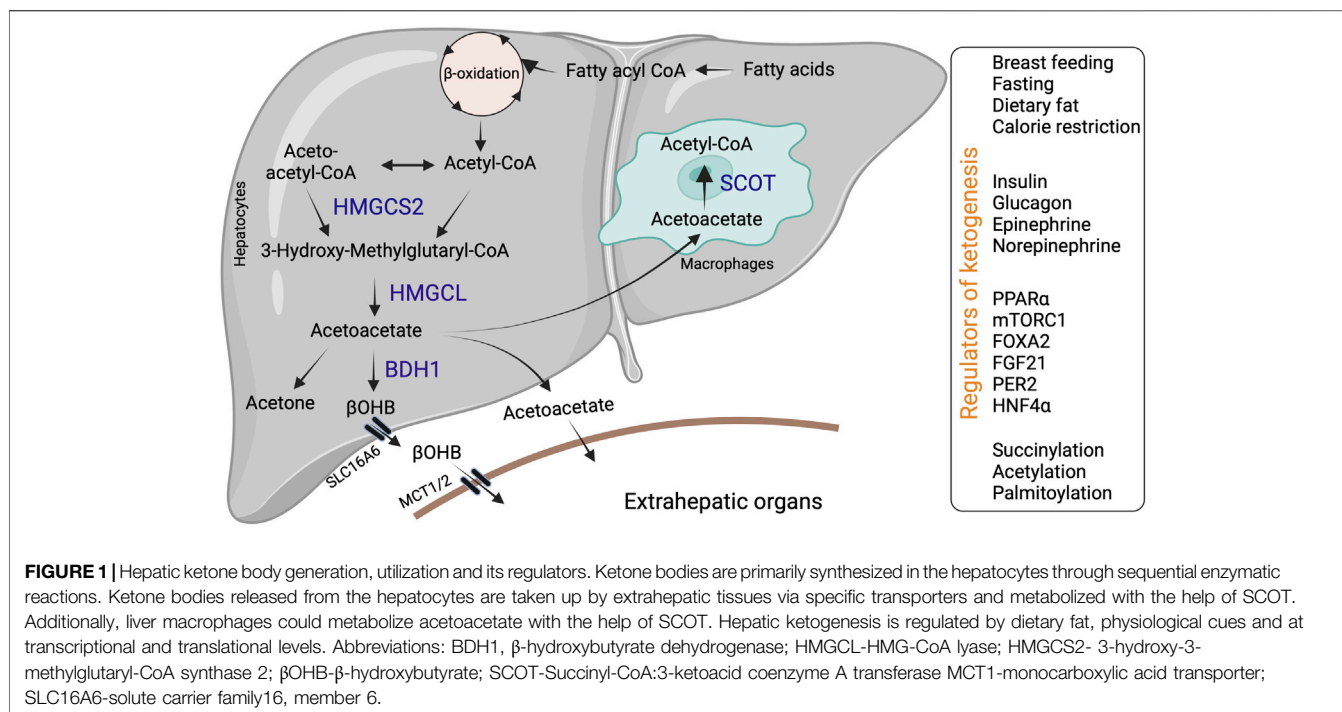 β-oxidation
Fatty acyl CoA
Fatty acids
Aceto-
acetyl-CoA
Acetyl-CoA
Hepatocytes
HMGCS2
3-Hydroxy-Methylglutaryl-CoA
HMGCL
Acetoacetate
BDH1
Acetone
βOHB
SLC16A6
βOHB
MCT1/2
Acetoacetate
Extrahepatic organs
Acetyl-CoA
SCOT
Acetoacetate
Macrophages
Regulators of ketogenesis
Breast feeding
Fasting
Dietary fat
Calorie restriction
Insulin
Glucagon
Epinephrine
Norepinephrine
PPARα
mTORC1
FOXA2
FGF21
PER2
HNF4α
Succinylation
Acetylation
Palmitoylation
FIGURE 1 | Hepatic ketone body generation, utilization and its regulators. Ketone bodies are primarily synthesized in the hepatocytes through sequential enzymatic
reactions. Ketone bodies released from the hepatocytes are taken up by extrahepatic tissues via specific transporters and metabolized with the help of SCOT.
Additionally, liver macrophages could metabolize acetoacetate with the help of SCOT. Hepatic ketogenesis is regulated by dietary fat, physiological cues and at
transcriptional and translational levels. Abbreviations: BDH1, β-hydroxybutyrate dehydrogenase; HMGCL-HMG-CoA lyase; HMGCS2- 3-hydroxy-3-
methylglutaryl-CoA synthase 2; βOHB-β-hydroxybutyrate; SCOT-Succinyl-CoA:3-ketoacid coenzyme A transferase MCT1-monocarboxylic acid transporter;
SLC16A6-solute carrier family16, member 6.